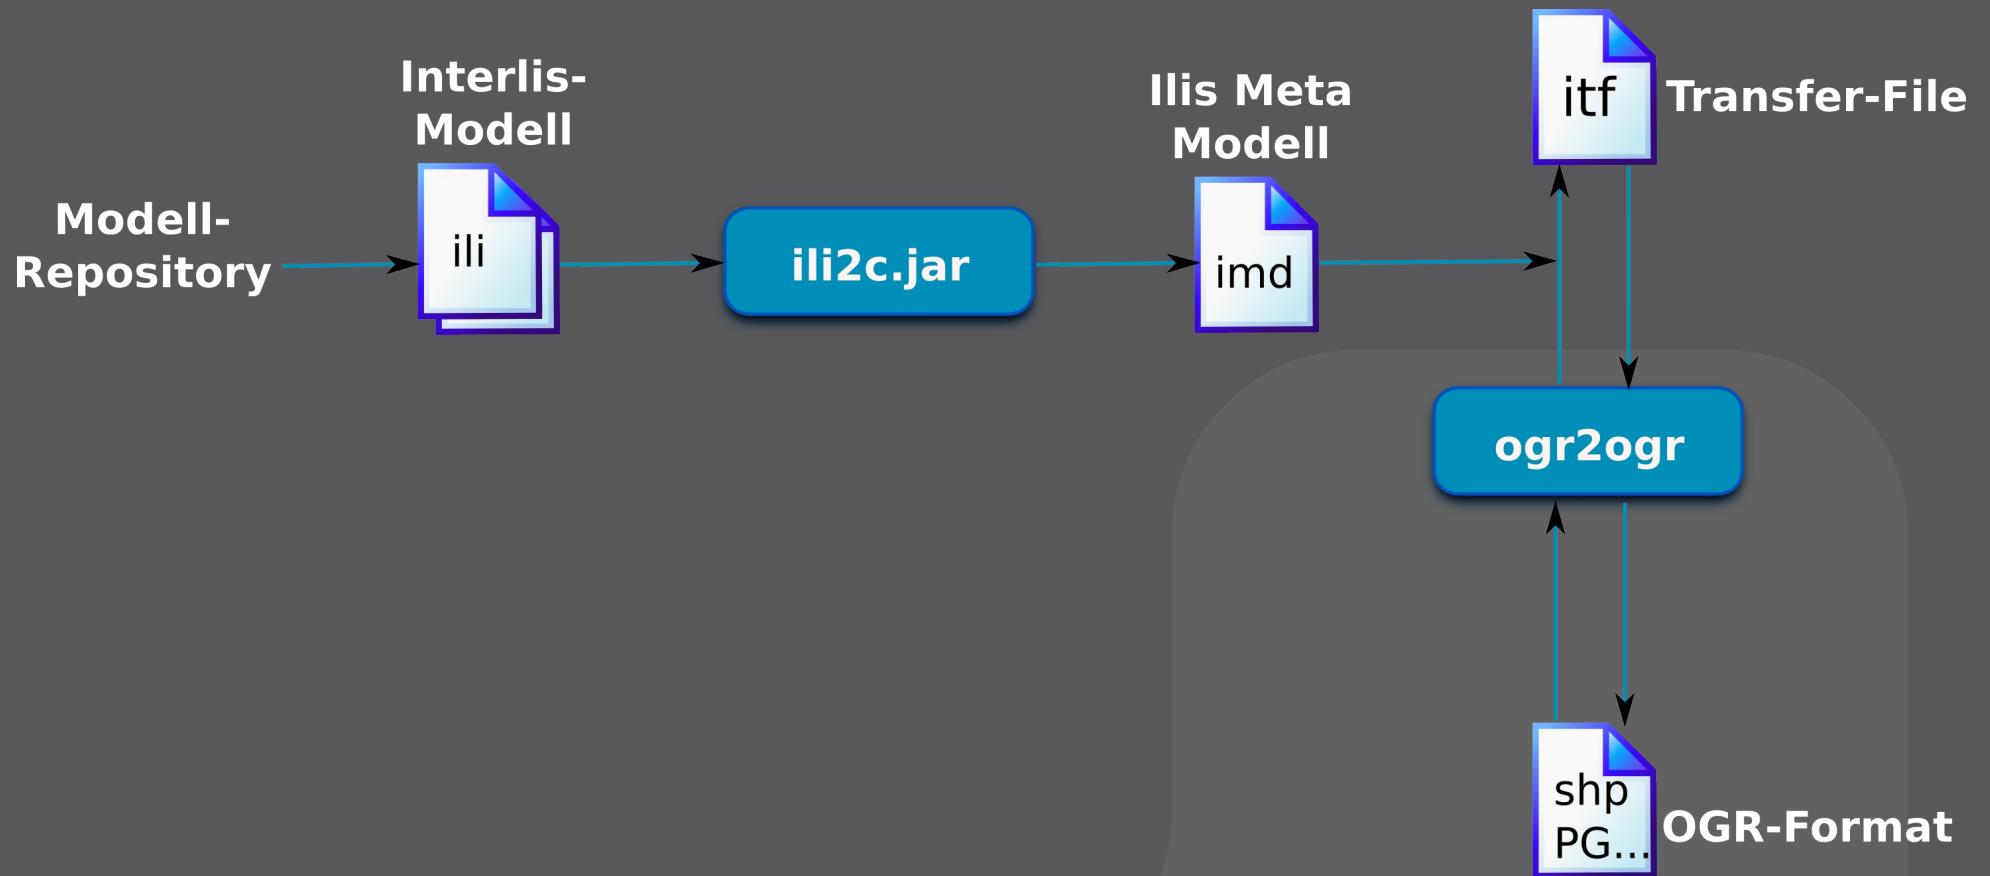 Interlis-
Modell
Ilis Meta
Modell
itf
Transfer-File
Modell-
Repository
ili
ili2c.jar
imd
ogr2ogr
shp
PG...
OGR-Format